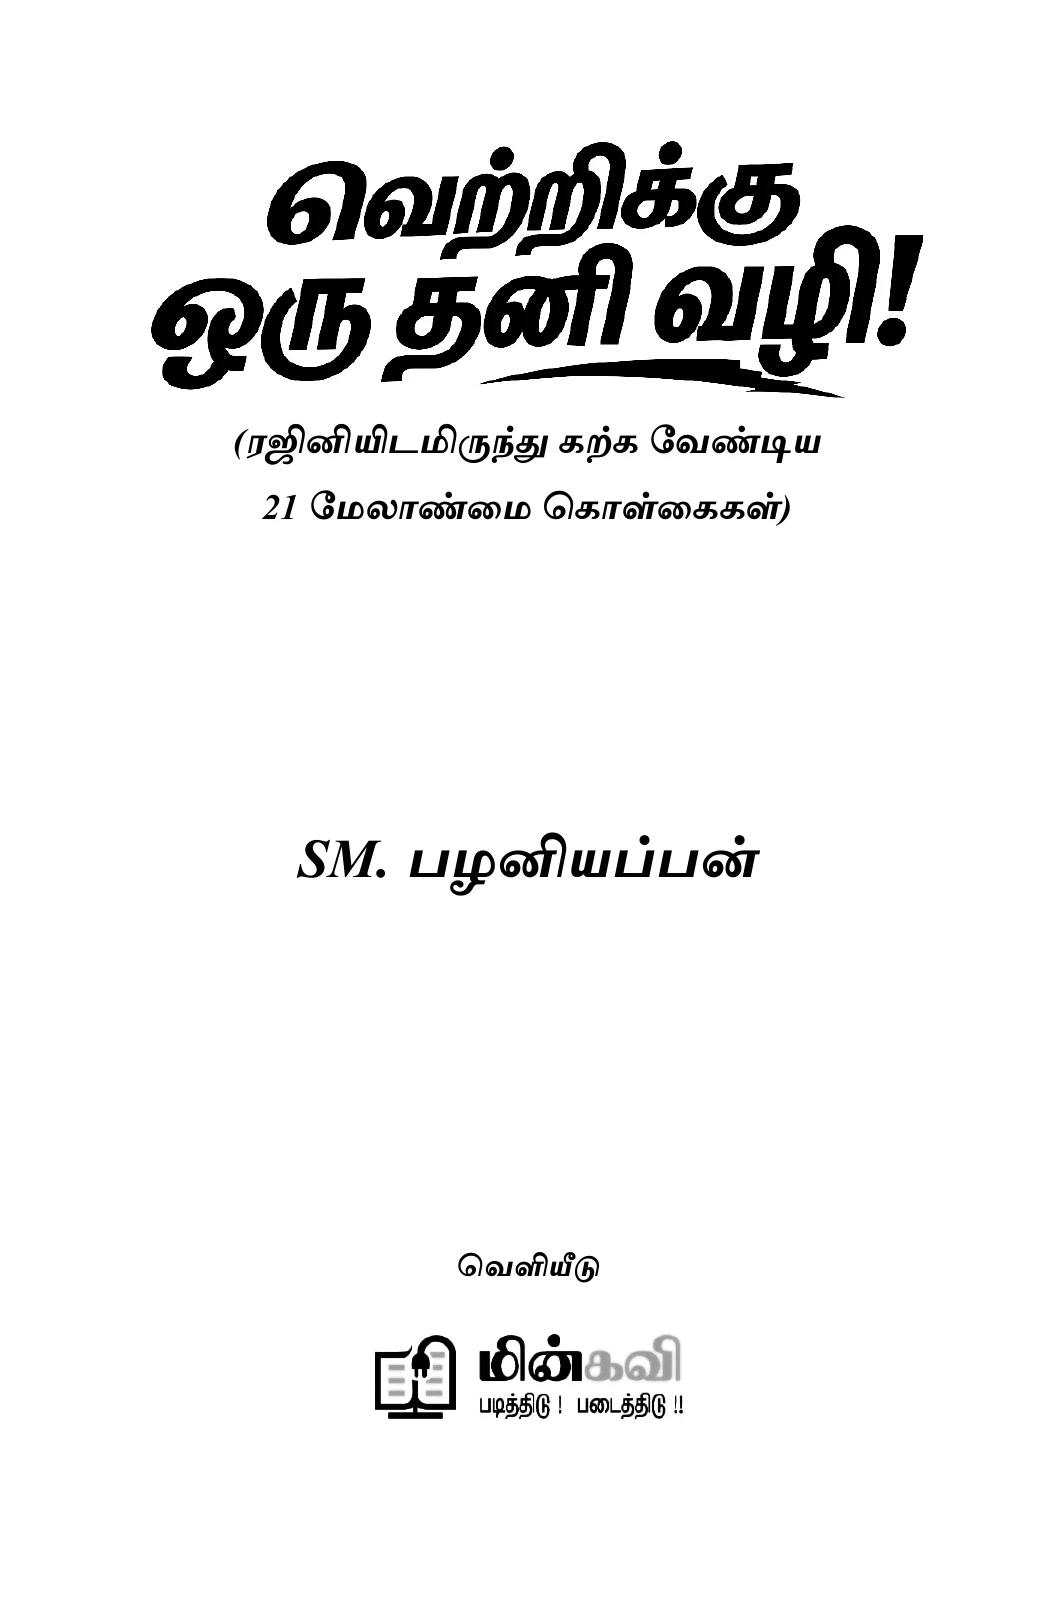 வெற்றிக்கு
ஒரு தனி வழி!
(ரஜினியிடமிருந்து கற்க வேண்டிய
21 மேலாண்மை கொள்கைகள்)
SM. பழனியப்பன்
வெளியீடு
மின்கவி
படித்திடு ! படைத்திடு !!